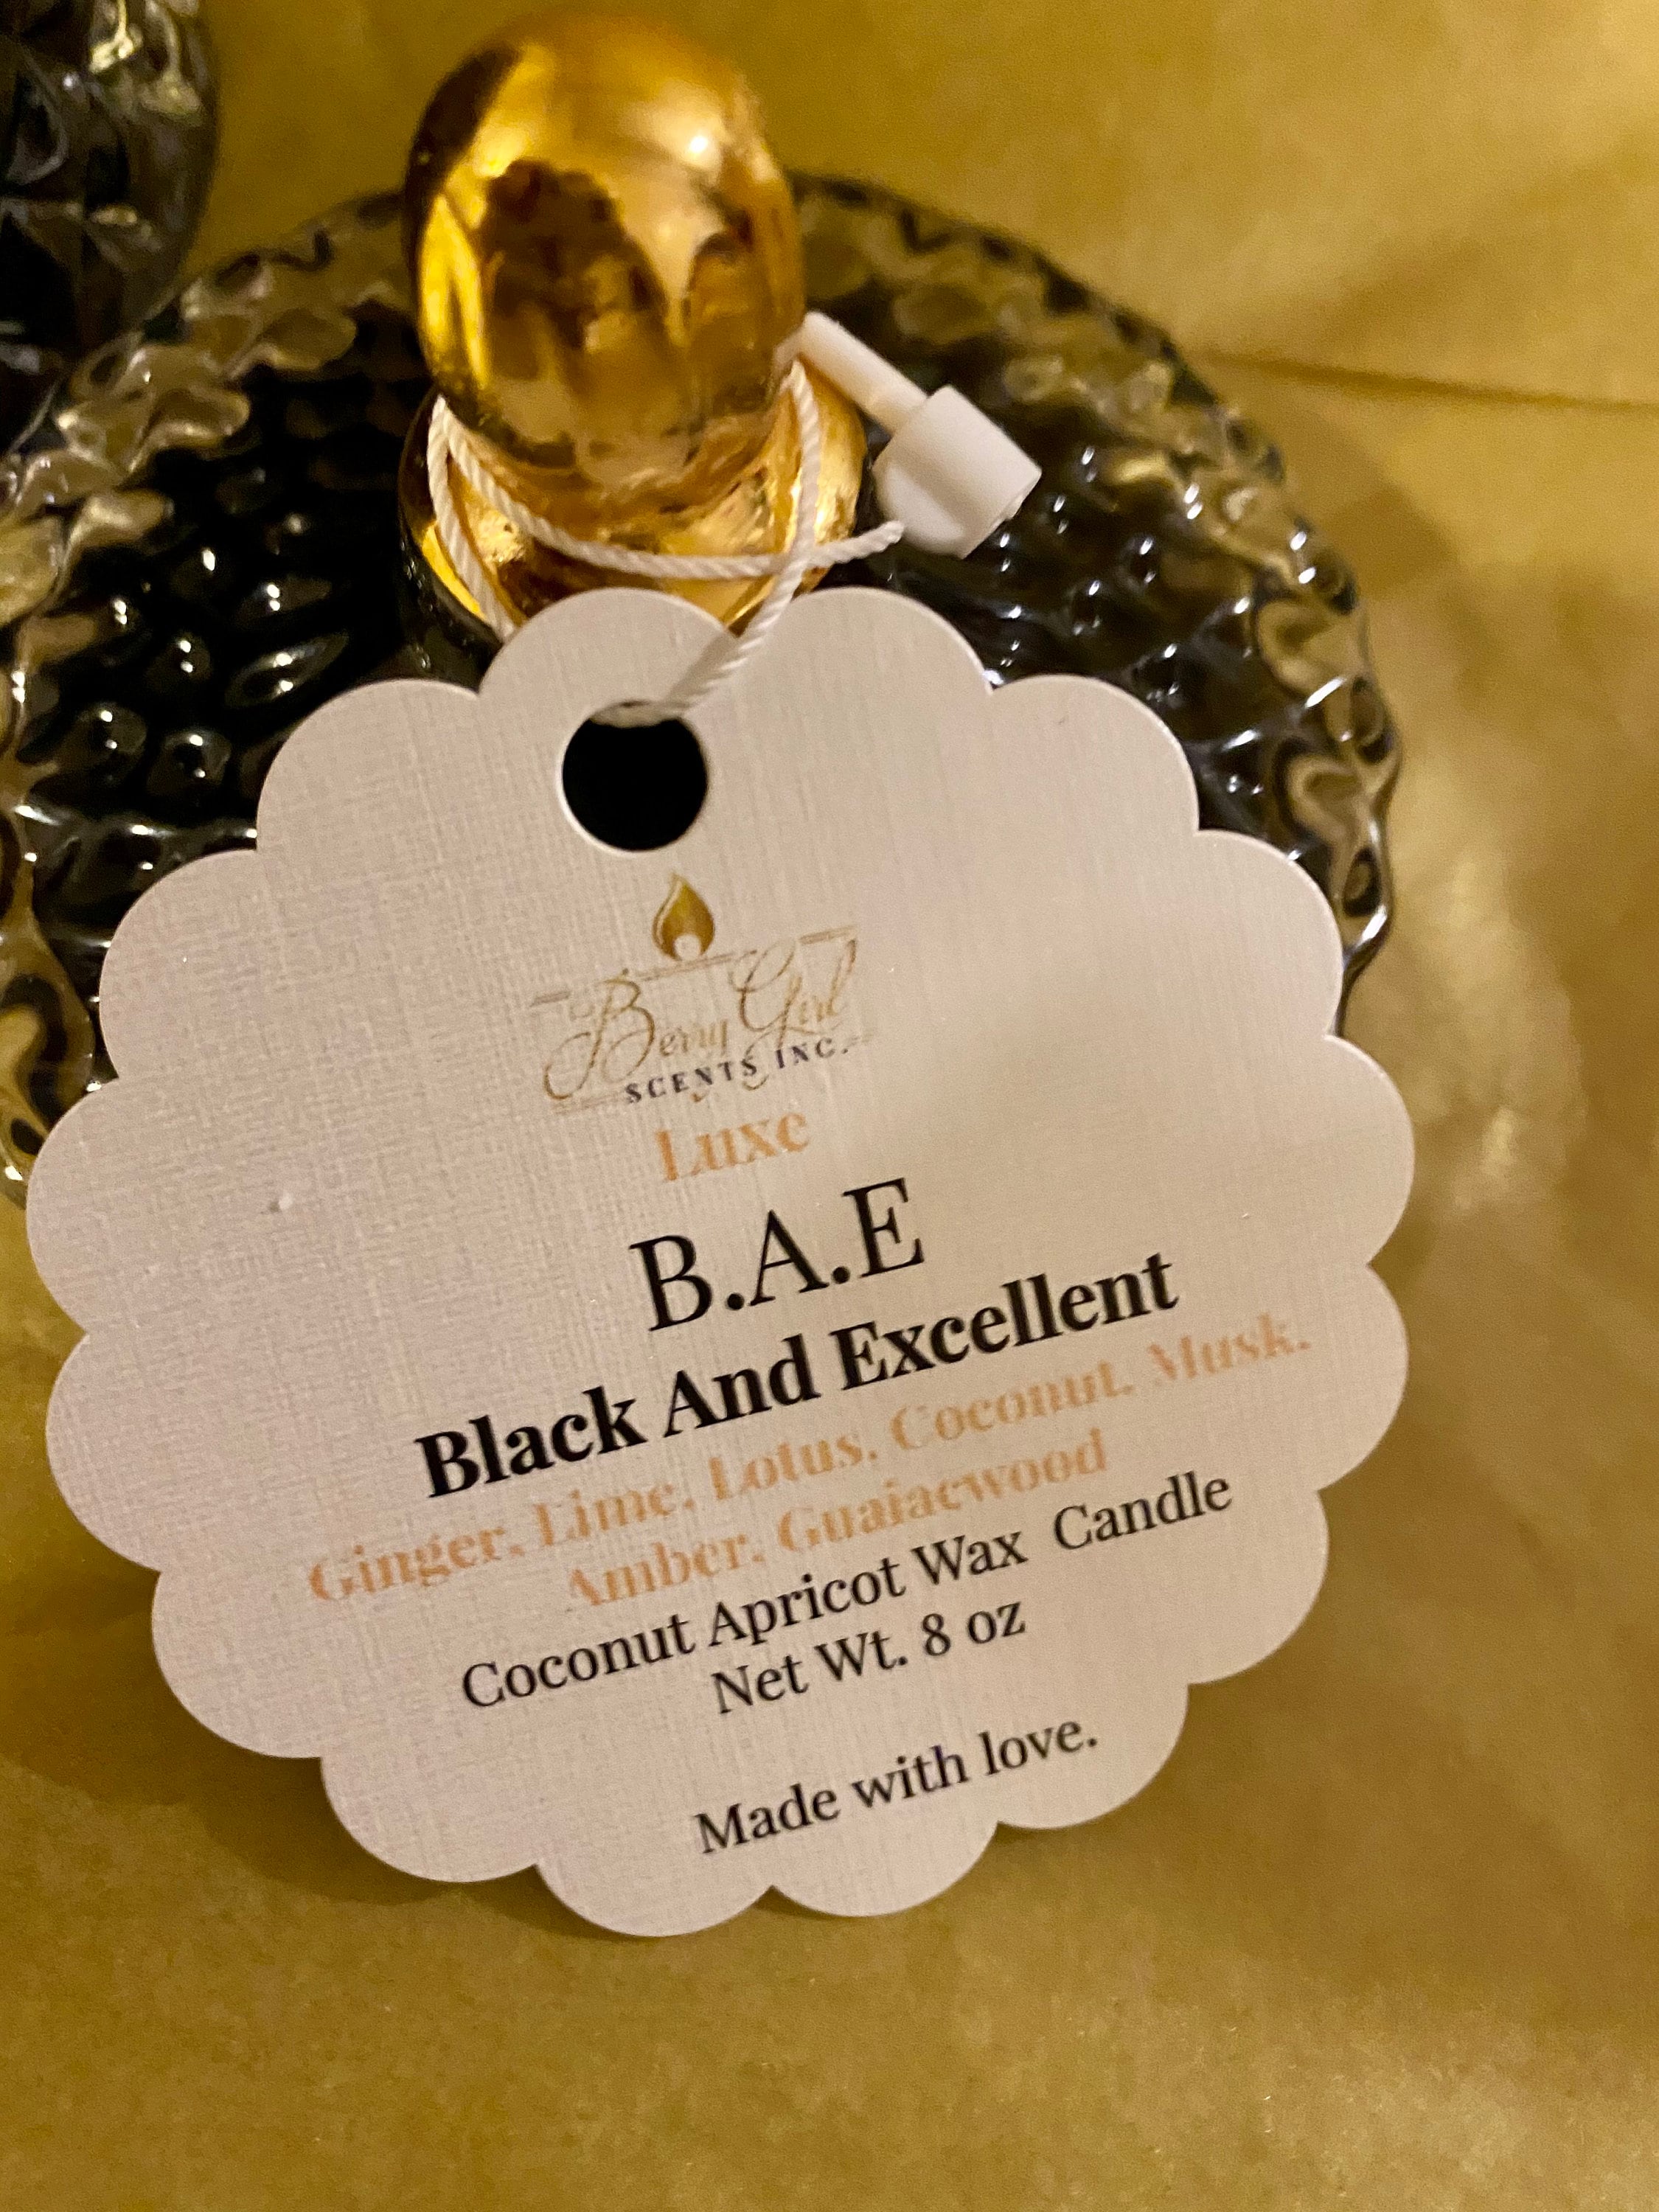 Berry Girl
SCENTS INC.
Luxe
B.A.E
Black And Excellent
Ginger, Lime, Lotus, Coconut, Musk,
Amber, Guaiacwood
Coconut Apricot Wax Candle
Net Wt. 8 oz
Made with love.